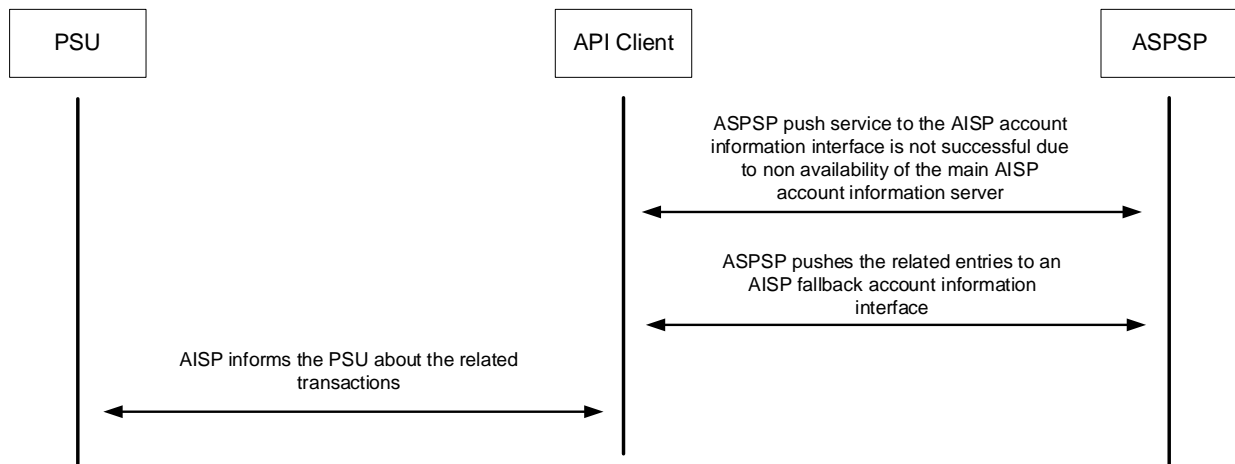 PSU
API Client
ASPSP
ASPSP push service to the AISP account
information interface is not successful due
to non availability of the main AISP
account information server
ASPSP pushes the related entries to an
AISP fallback account information
interface
AISP informs the PSU about the related
transactions